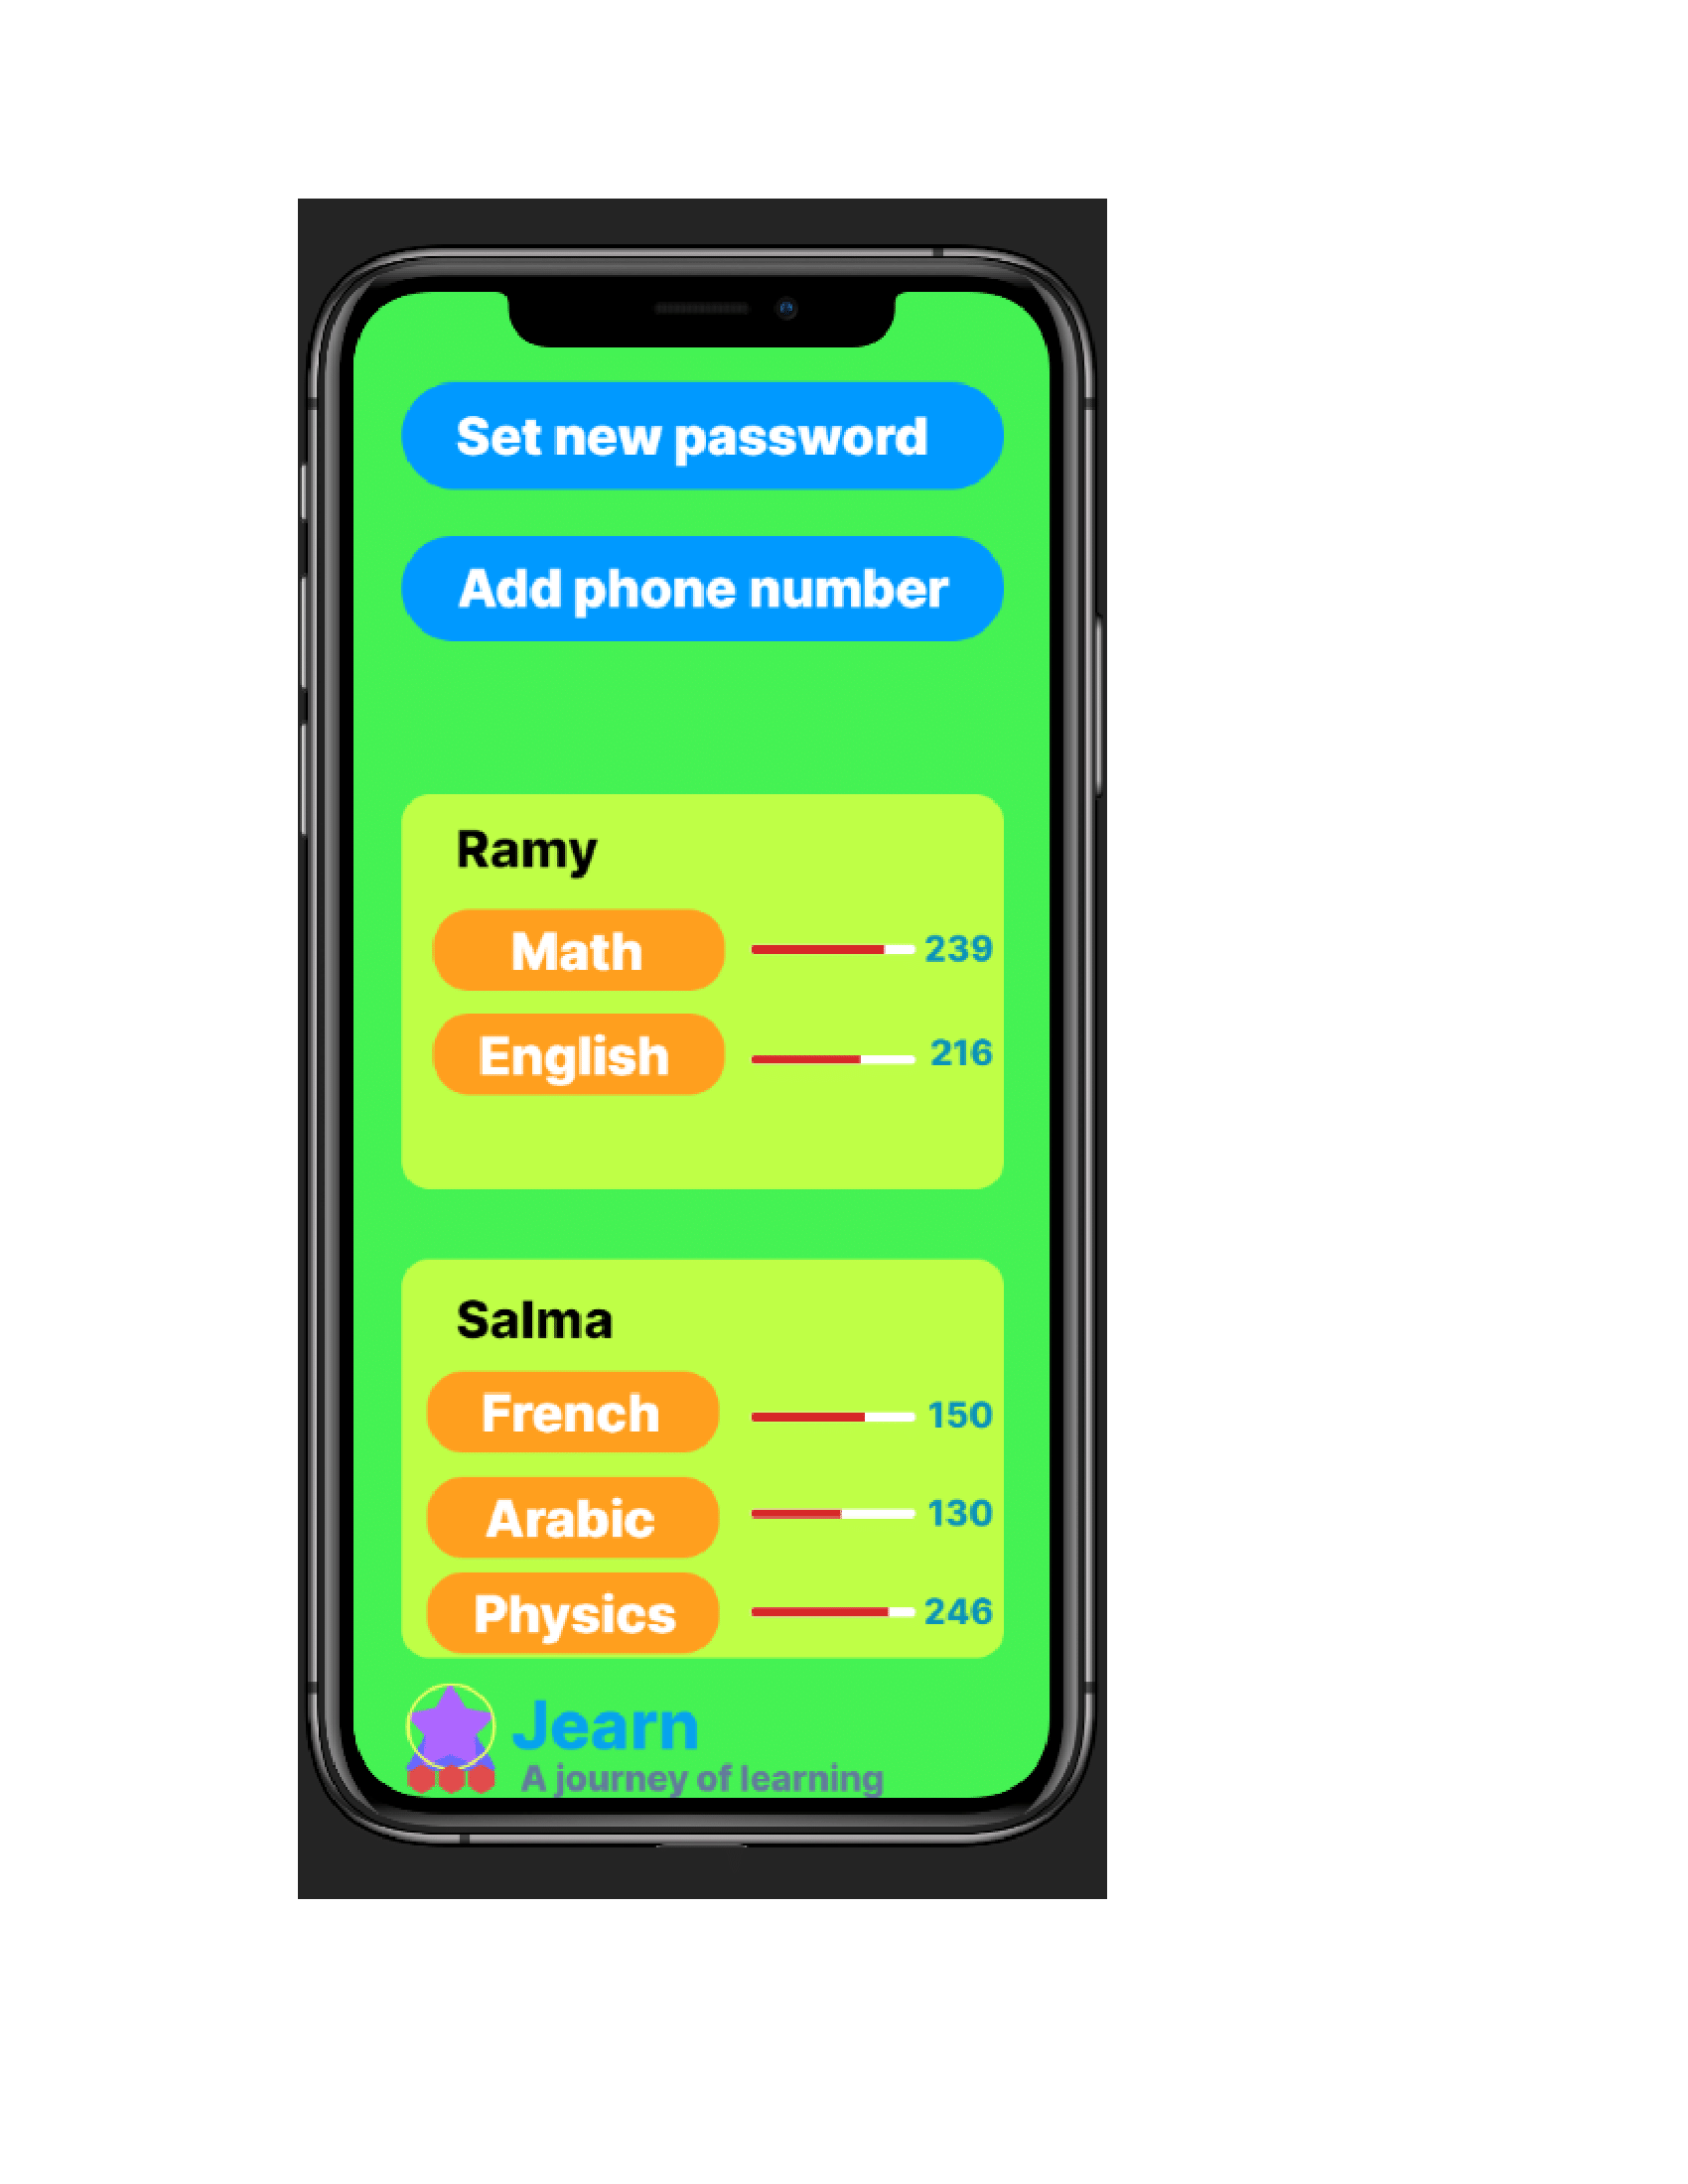 Set new password
Add phone number
Ramy
Math 239
English 216
Salma
French 150
Arabic 130
Physics 246
Jearn
A journey of learning